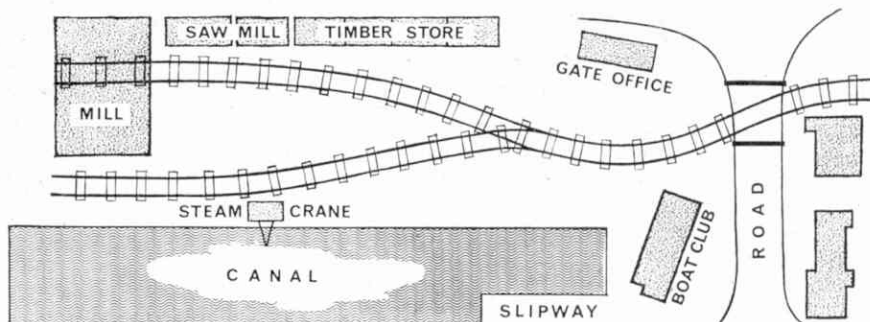 SAW MILL
TIMBER STORE
GATE OFFICE
MILL
STEAM CRANE
CANAL
SLIPWAY
BOAT CLUB
ROAD